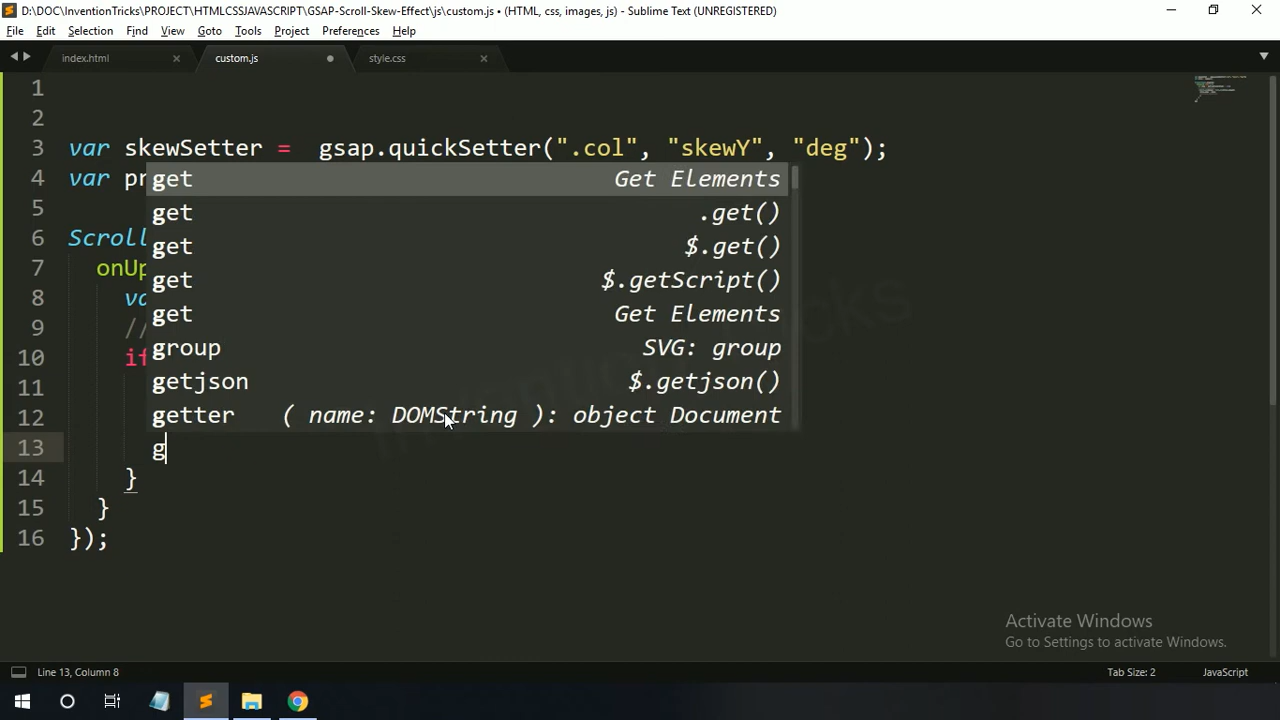 D:\DOC\InventionTricks\PROJECT\HTMLCSSJAVASCRIPT\GSAP-Scroll-Skew-Effect\js\custom.js • (HTML, css, images, js) - Sublime Text (UNREGISTERED)
File Edit Selection Find View Goto Tools Project Preferences Help
index.html custom.js style.css
1
2
3 var skewSetter = gsap.quickSetter(".col", "skewY", "deg");
4 var pr
get Get Elements
5
get .get()
6 Scroll
get $.get()
7 onUp
get $.getScript()
8 va
get Get Elements
9 //
group SVG: group
10 if
getjson $.getjson()
11
12
getter ( name: DOMString ): object Document
13 g
14 }
15 }
16 });
Activate Windows
Go to Settings to activate Windows.
Line 13, Column 8 Tab Size: 2 JavaScript